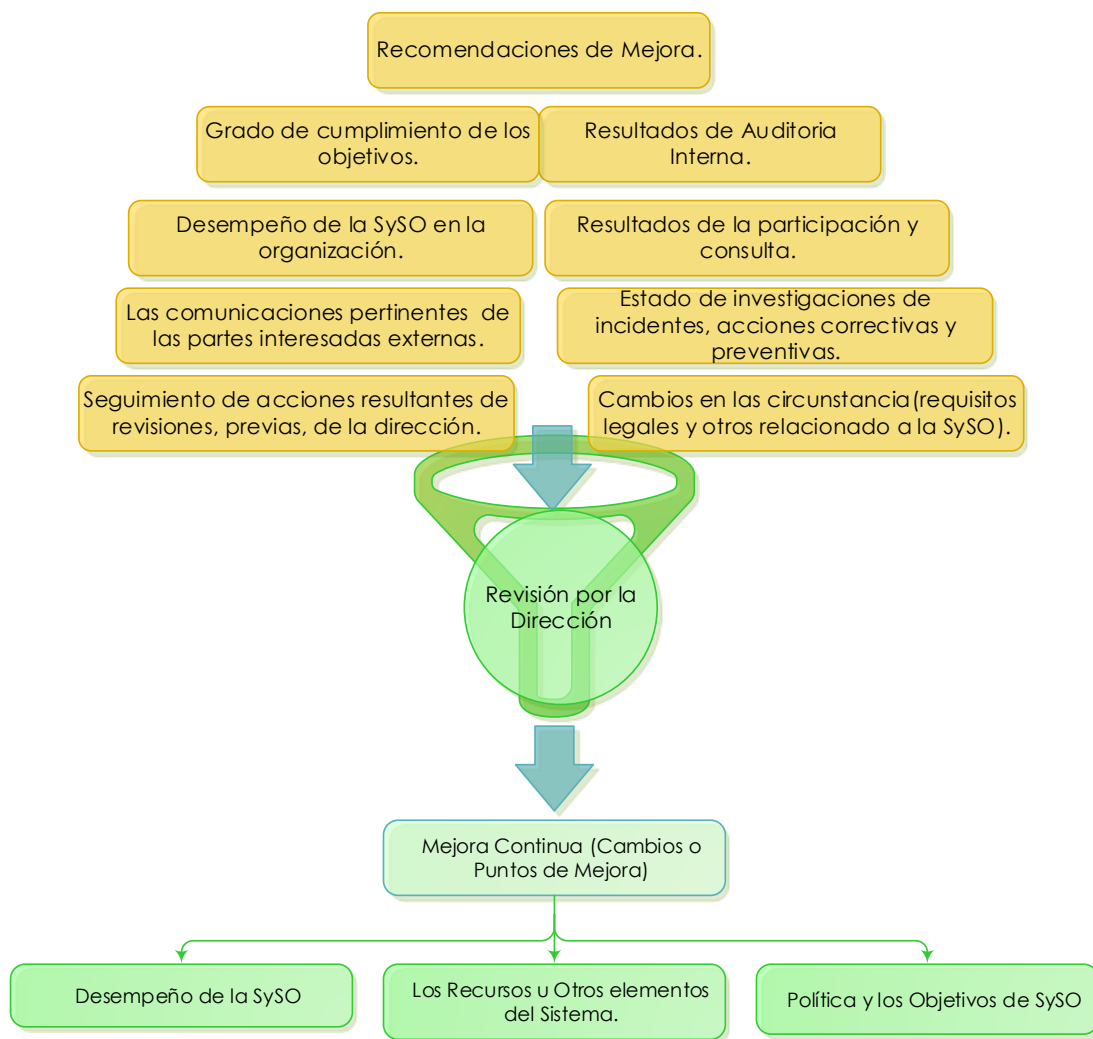 Recomendaciones de Mejora.
Grado de cumplimiento de los
objetivos.
Resultados de Auditoria
Interna.
Desempeño de la SySO en la
organización.
Resultados de la participación y
consulta.
Las comunicaciones pertinentes de
las partes interesadas externas.
Estado de investigaciones de
incidentes, acciones correctivas y
preventivas.
Seguimiento de acciones resultantes de
revisiones, previas, de la dirección.
Cambios en las circunstancia(requisitos
legales y otros relacionado a la SySO).
Revisión por la
Dirección
Mejora Continua (Cambios o
Puntos de Mejora)
Desempeño de la SySO
Los Recursos u Otros elementos
del Sistema.
Política y los Objetivos de SySO